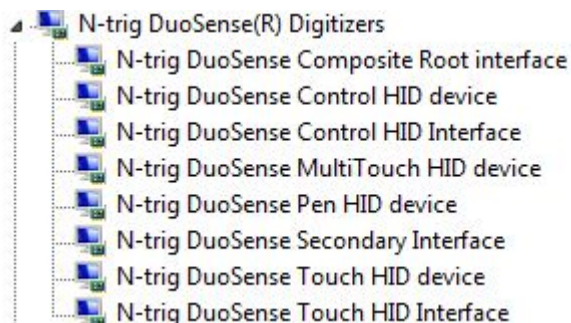 N-trig DuoSense(R) Digitizers
N-trig DuoSense Composite Root interface
N-trig DuoSense Control HID device
N-trig DuoSense Control HID Interface
N-trig DuoSense MultiTouch HID device
N-trig DuoSense Pen HID device
N-trig DuoSense Secondary Interface
N-trig DuoSense Touch HID device
N-trig DuoSense Touch HID Interface